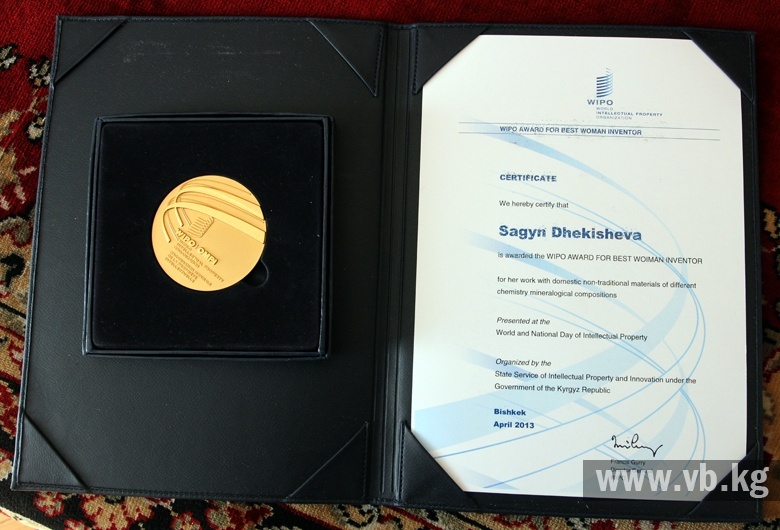 WIPO
WORLD
INTELLECTUAL PROPERTY
ORGANIZATION
WIPO AWARD FOR BEST WOMAN INVENTOR
CERTIFICATE
We hereby certify that
Sagyn Dhekisheva
is awarded the WIPO AWARD FOR BEST WOIMAN INVENTOR
for her work with domestic non-traditional materials of different
chemistry mineralogical compositions
Presented at the
World and National Day of Intellectual Property
Organized by the
State Service of Intellectual Property and Innovation under the
Government of the Kyrgyz Republic
Bishkek
April 2013
Francis Gurry
WIPO OMPI
www.vb.kg